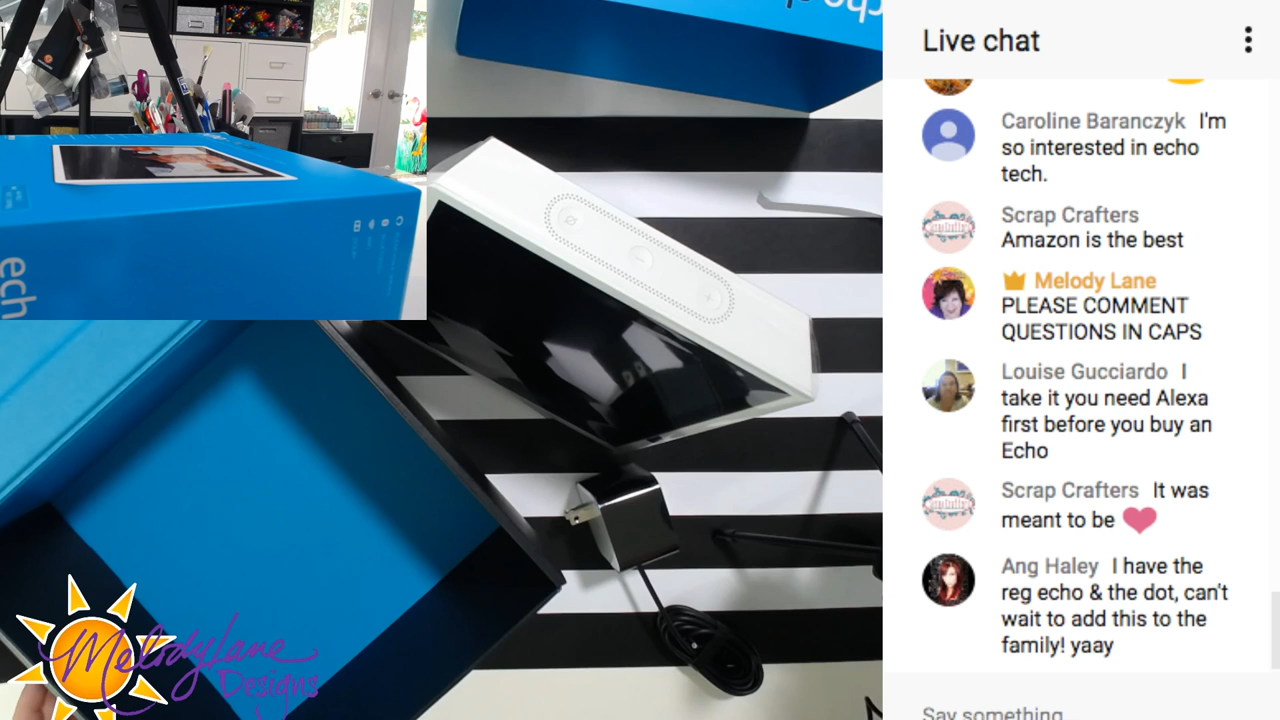 ech
echo
Live chat
Caroline Baranczyk I'm
so interested in echo
tech.
Scrap Crafters
Amazon is the best
Melody Lane
PLEASE COMMENT
QUESTIONS IN CAPS
Louise Gucciardo I
take it you need Alexa
first before you buy an
Echo
Scrap Crafters It was
meant to be
Ang Haley I have the
reg echo & the dot, can't
wait to add this to the
family! yaay
Say something...
MelodyLane
Designs